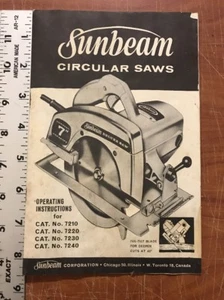 Sunbeam
CIRCULAR SAWS
7"
OPERATING
INSTRUCTIONS
for
CAT. No. 7210
CAT. No. 7220
CAT. No. 7230
CAT. No. 7240
Sunbeam CORPORATION • Chicago 50, Illinois • W. Toronto 18, Canada